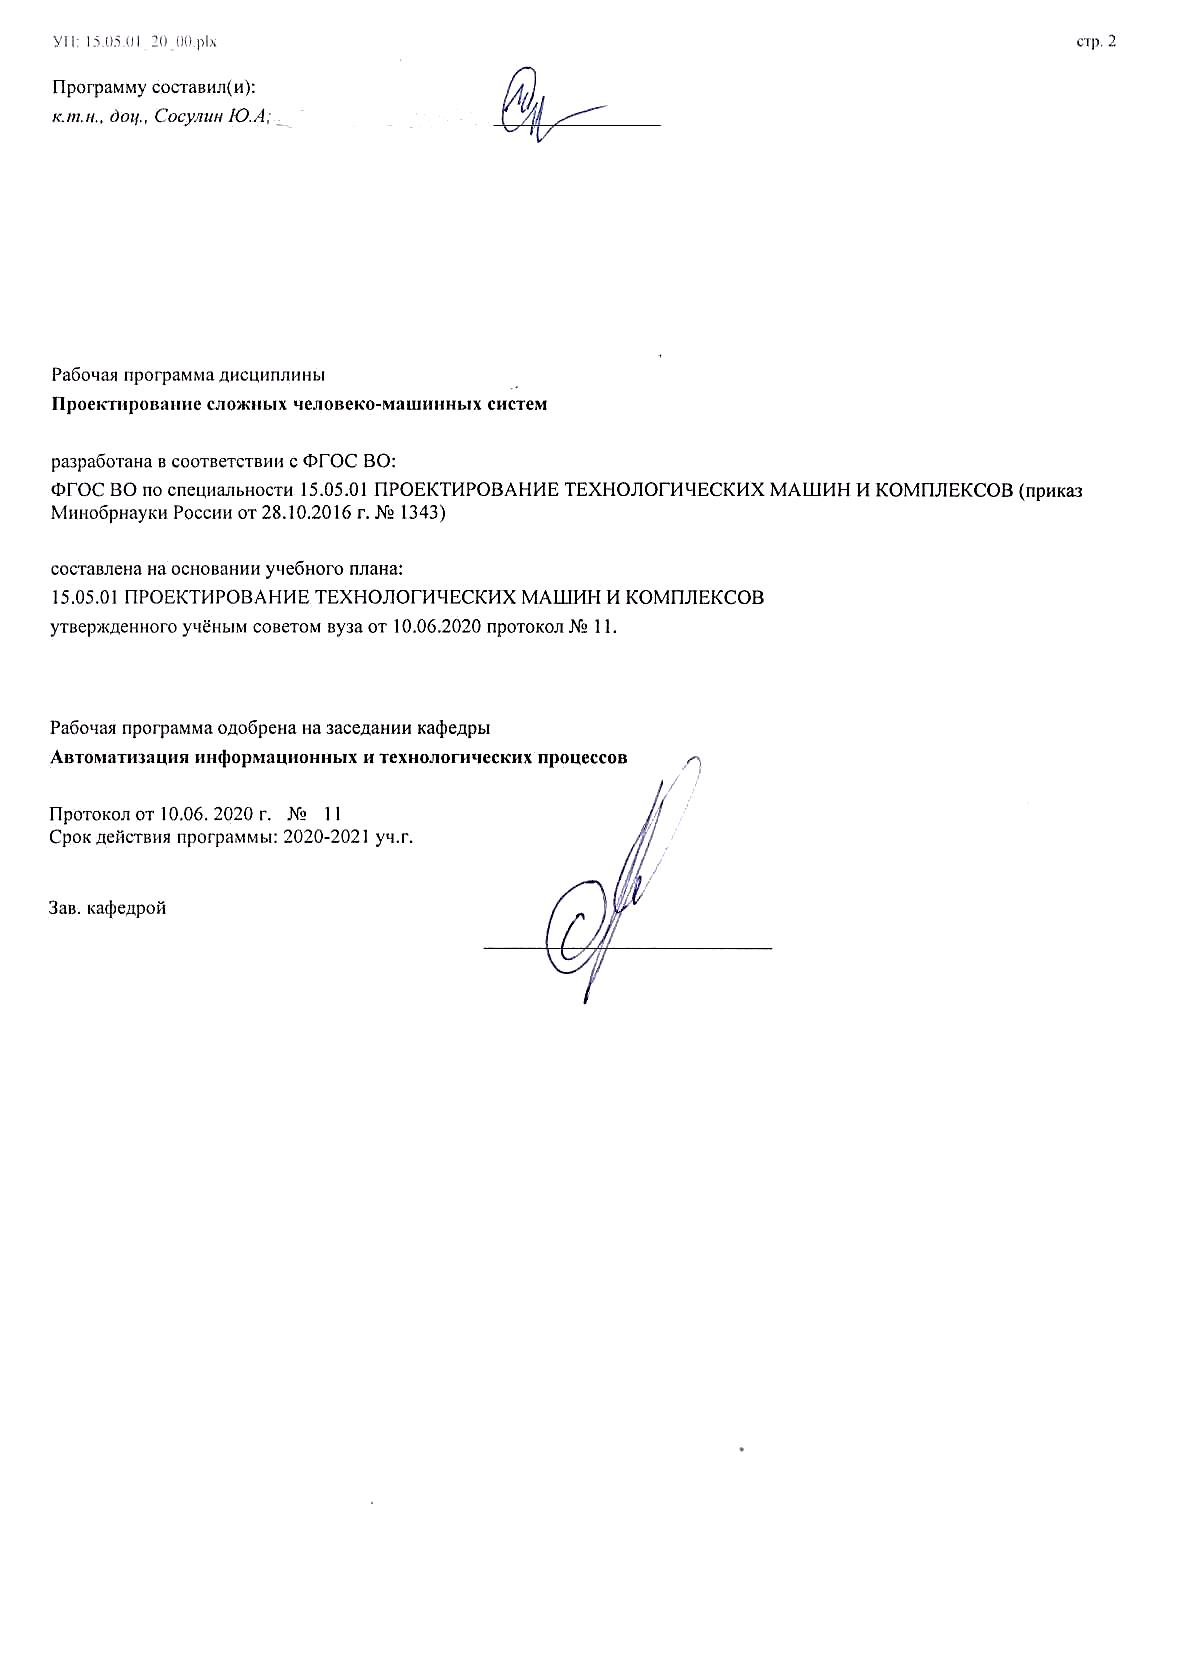 УП: 15.05.01_20_00.plx
стр. 2
Программу составил(и):
к.т.н., доц., Сосулин Ю.А;
Рабочая программа дисциплины
Проектирование сложных человеко-машинных систем
разработана в соответствии с ФГОС ВО:
ФГОС ВО по специальности 15.05.01 ПРОЕКТИРОВАНИЕ ТЕХНОЛОГИЧЕСКИХ МАШИН И КОМПЛЕКСОВ (приказ
Минобрнауки России от 28.10.2016 г. № 1343)
составлена на основании учебного плана:
15.05.01 ПРОЕКТИРОВАНИЕ ТЕХНОЛОГИЧЕСКИХ МАШИН И КОМПЛЕКСОВ
утвержденного учёным советом вуза от 10.06.2020 протокол № 11.
Рабочая программа одобрена на заседании кафедры
Автоматизация информационных и технологических процессов
Протокол от 10.06. 2020 г. № 11
Срок действия программы: 2020-2021 уч.г.
Зав. кафедрой